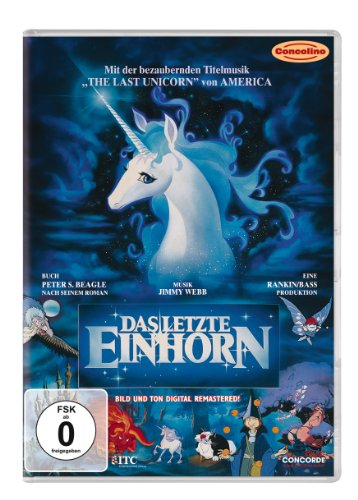 Concolino
Mit der bezaubernden Titelmusik
„THE LAST UNICORN" von AMERICA
BUCH
PETER S. BEAGLE
NACH SEINEM ROMAN
MUSIK
JIMMY WEBB
EINE
RANKIN/BASS
PRODUKTION
DAS LETZTE
EINHORN
BILD UND TON DIGITAL REMASTERED!
FSK
ab
0
freigegeben
ITC
CONCORDE